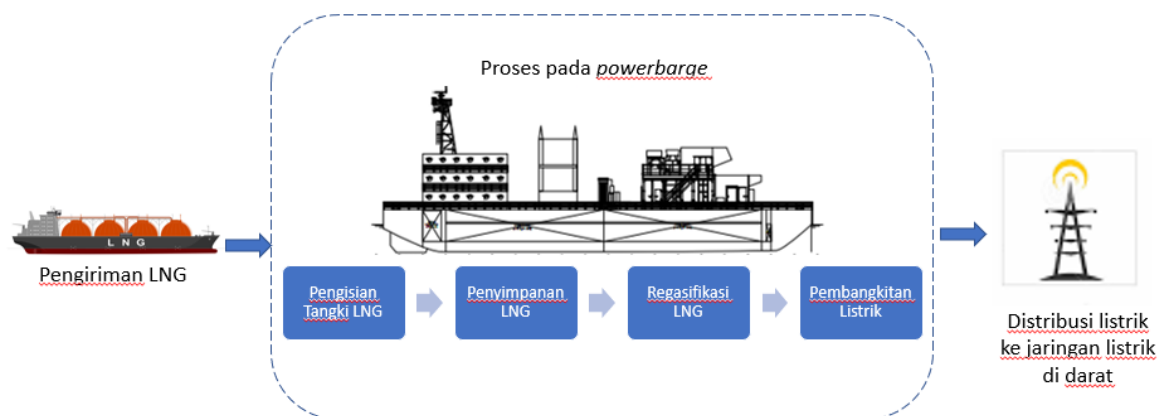 Proses pada powerbarge
LNG
Pengiriman LNG
Pengisian
Tangki LNG
Penyimpanan
LNG
Regasifikasi
LNG
Pembangkitan
Listrik
Distribusi listrik
ke jaringan listrik
di darat